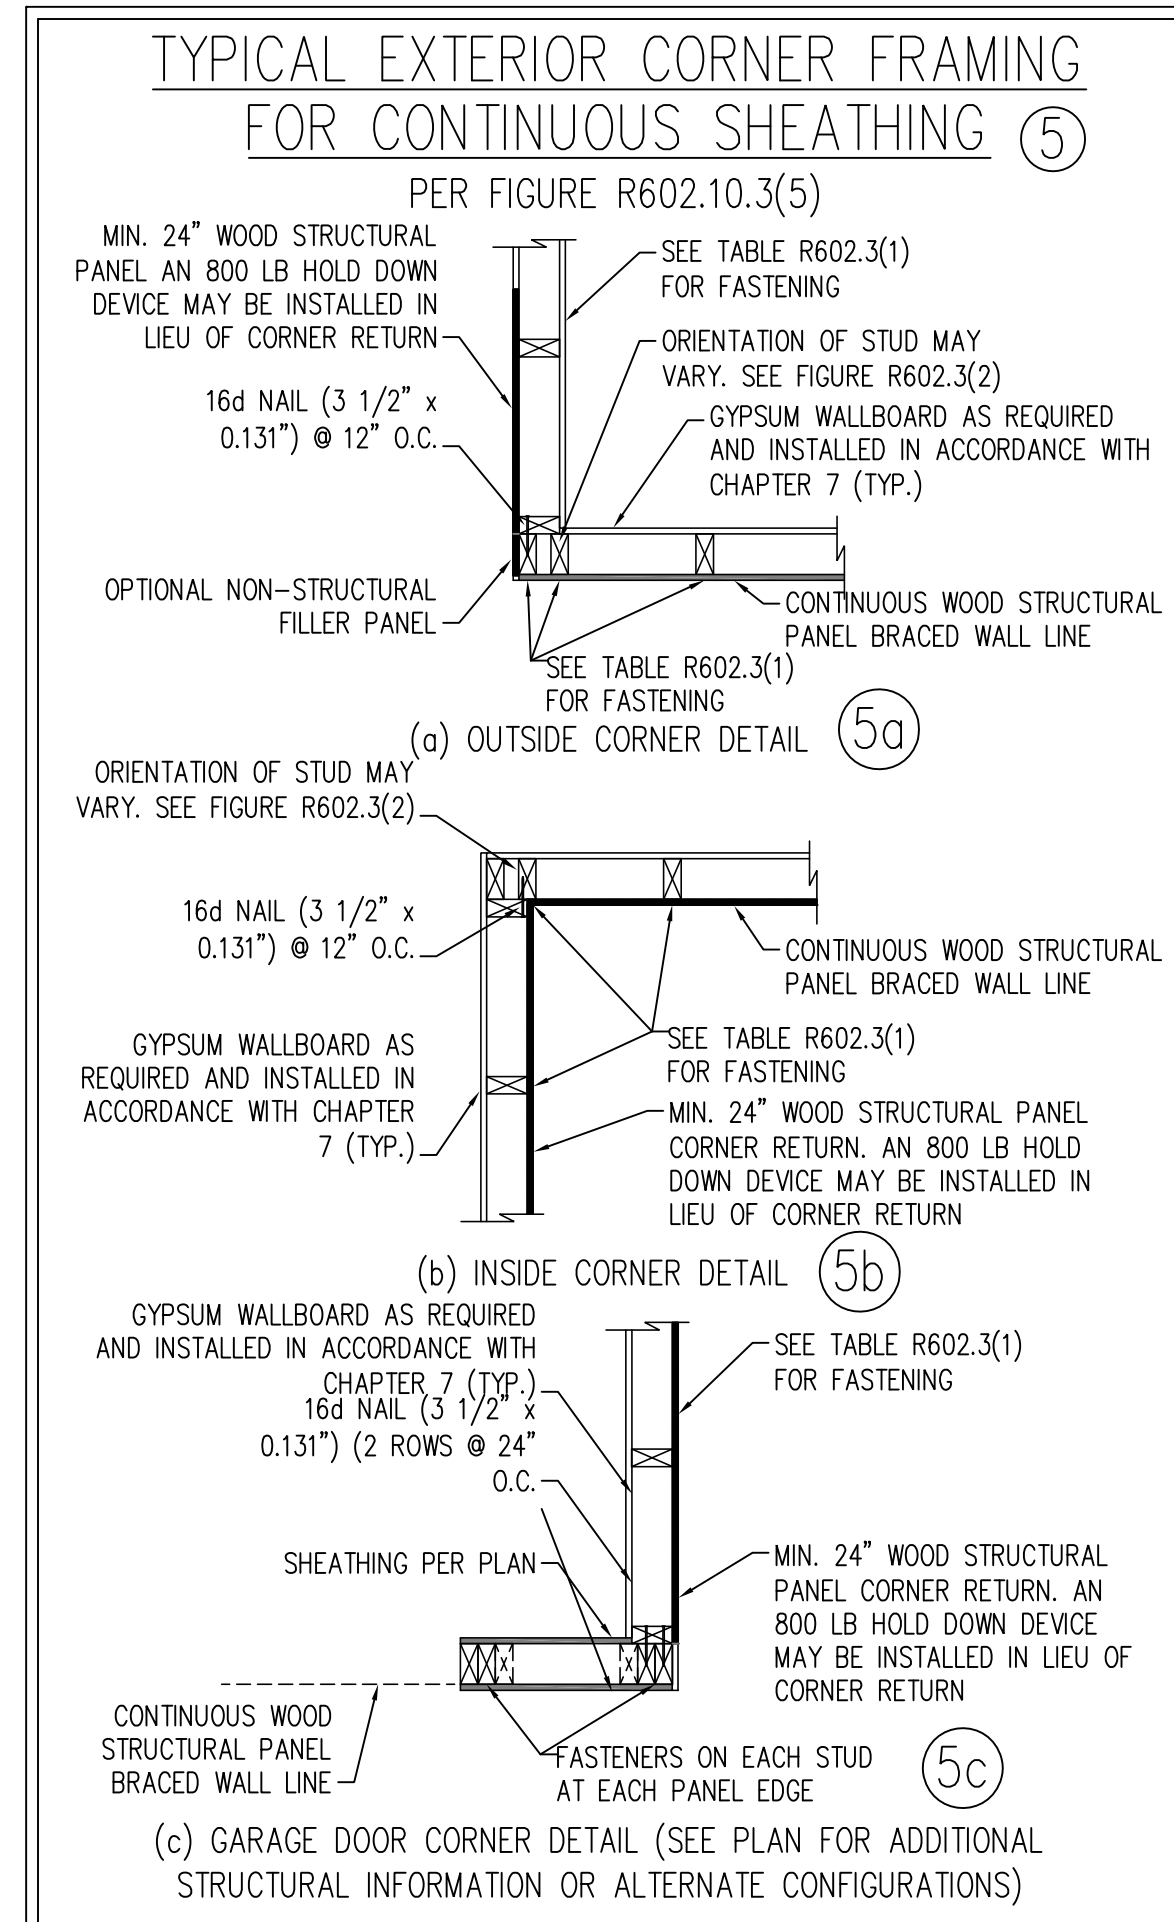 TYPICAL EXTERIOR CORNER FRAMING
FOR CONTINUOUS SHEATHING 5
PER FIGURE R602.10.3(5)
MIN. 24" WOOD STRUCTURAL
PANEL AN 800 LB HOLD DOWN
DEVICE MAY BE INSTALLED IN
LIEU OF CORNER RETURN
16d NAIL (3 1/2" x
0.131") @ 12" O.C.
OPTIONAL NON-STRUCTURAL
FILLER PANEL
SEE TABLE R602.3(1)
FOR FASTENING
ORIENTATION OF STUD MAY
VARY. SEE FIGURE R602.3(2)
GYPSUM WALLBOARD AS REQUIRED
AND INSTALLED IN ACCORDANCE WITH
CHAPTER 7 (TYP.)
CONTINUOUS WOOD STRUCTURAL
PANEL BRACED WALL LINE
SEE TABLE R602.3(1)
FOR FASTENING
(a) OUTSIDE CORNER DETAIL 5a
ORIENTATION OF STUD MAY
VARY. SEE FIGURE R602.3(2)
16d NAIL (3 1/2" x
0.131") @ 12" O.C.
GYPSUM WALLBOARD AS
REQUIRED AND INSTALLED IN
ACCORDANCE WITH CHAPTER
7 (TYP.)
CONTINUOUS WOOD STRUCTURAL
PANEL BRACED WALL LINE
SEE TABLE R602.3(1)
FOR FASTENING
MIN. 24" WOOD STRUCTURAL PANEL
CORNER RETURN. AN 800 LB HOLD
DOWN DEVICE MAY BE INSTALLED IN
LIEU OF CORNER RETURN
(b) INSIDE CORNER DETAIL 5b
GYPSUM WALLBOARD AS REQUIRED
AND INSTALLED IN ACCORDANCE WITH
CHAPTER 7 (TYP.)
16d NAIL (3 1/2" x
0.131") (2 ROWS @ 24"
O.C.
SHEATHING PER PLAN
CONTINUOUS WOOD
STRUCTURAL PANEL
BRACED WALL LINE
SEE TABLE R602.3(1)
FOR FASTENING
MIN. 24" WOOD STRUCTURAL
PANEL CORNER RETURN. AN
800 LB HOLD DOWN DEVICE
MAY BE INSTALLED IN LIEU OF
CORNER RETURN
FASTENERS ON EACH STUD
AT EACH PANEL EDGE
5c
(c) GARAGE DOOR CORNER DETAIL (SEE PLAN FOR ADDITIONAL
STRUCTURAL INFORMATION OR ALTERNATE CONFIGURATIONS)